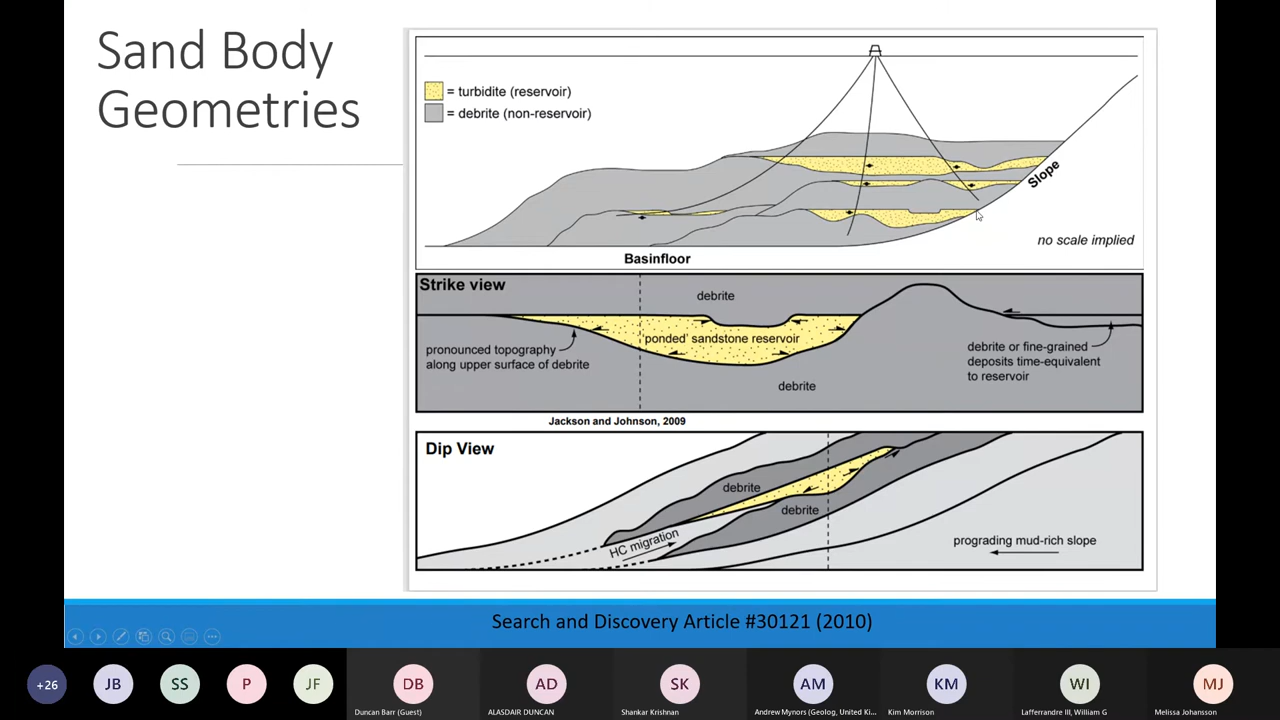 Sand Body
Geometries
= turbidite (reservoir)
= debrite (non-reservoir)
Slope
no scale implied
Basinfloor
Strike view
debrite
'ponded' sandstone reservoir
pronounced topography
along upper surface of debrite
debrite
debrite or fine-grained
deposits time-equivalent
to reservoir
Jackson and Johnson, 2009
Dip View
debrite
debrite
HC migration
prograding mud-rich slope
Search and Discovery Article #30121 (2010)
+26
JB
SS
P
JF
DB
AD
SK
AM
KM
WI
MJ
Duncan Barr (Guest)
ALASDAIR DUNCAN
Shankar Krishnan
Andrew Mynors (Geolog, United Ki...
Kim Morrison
Lafferrandre III, William G
Melissa Johansson